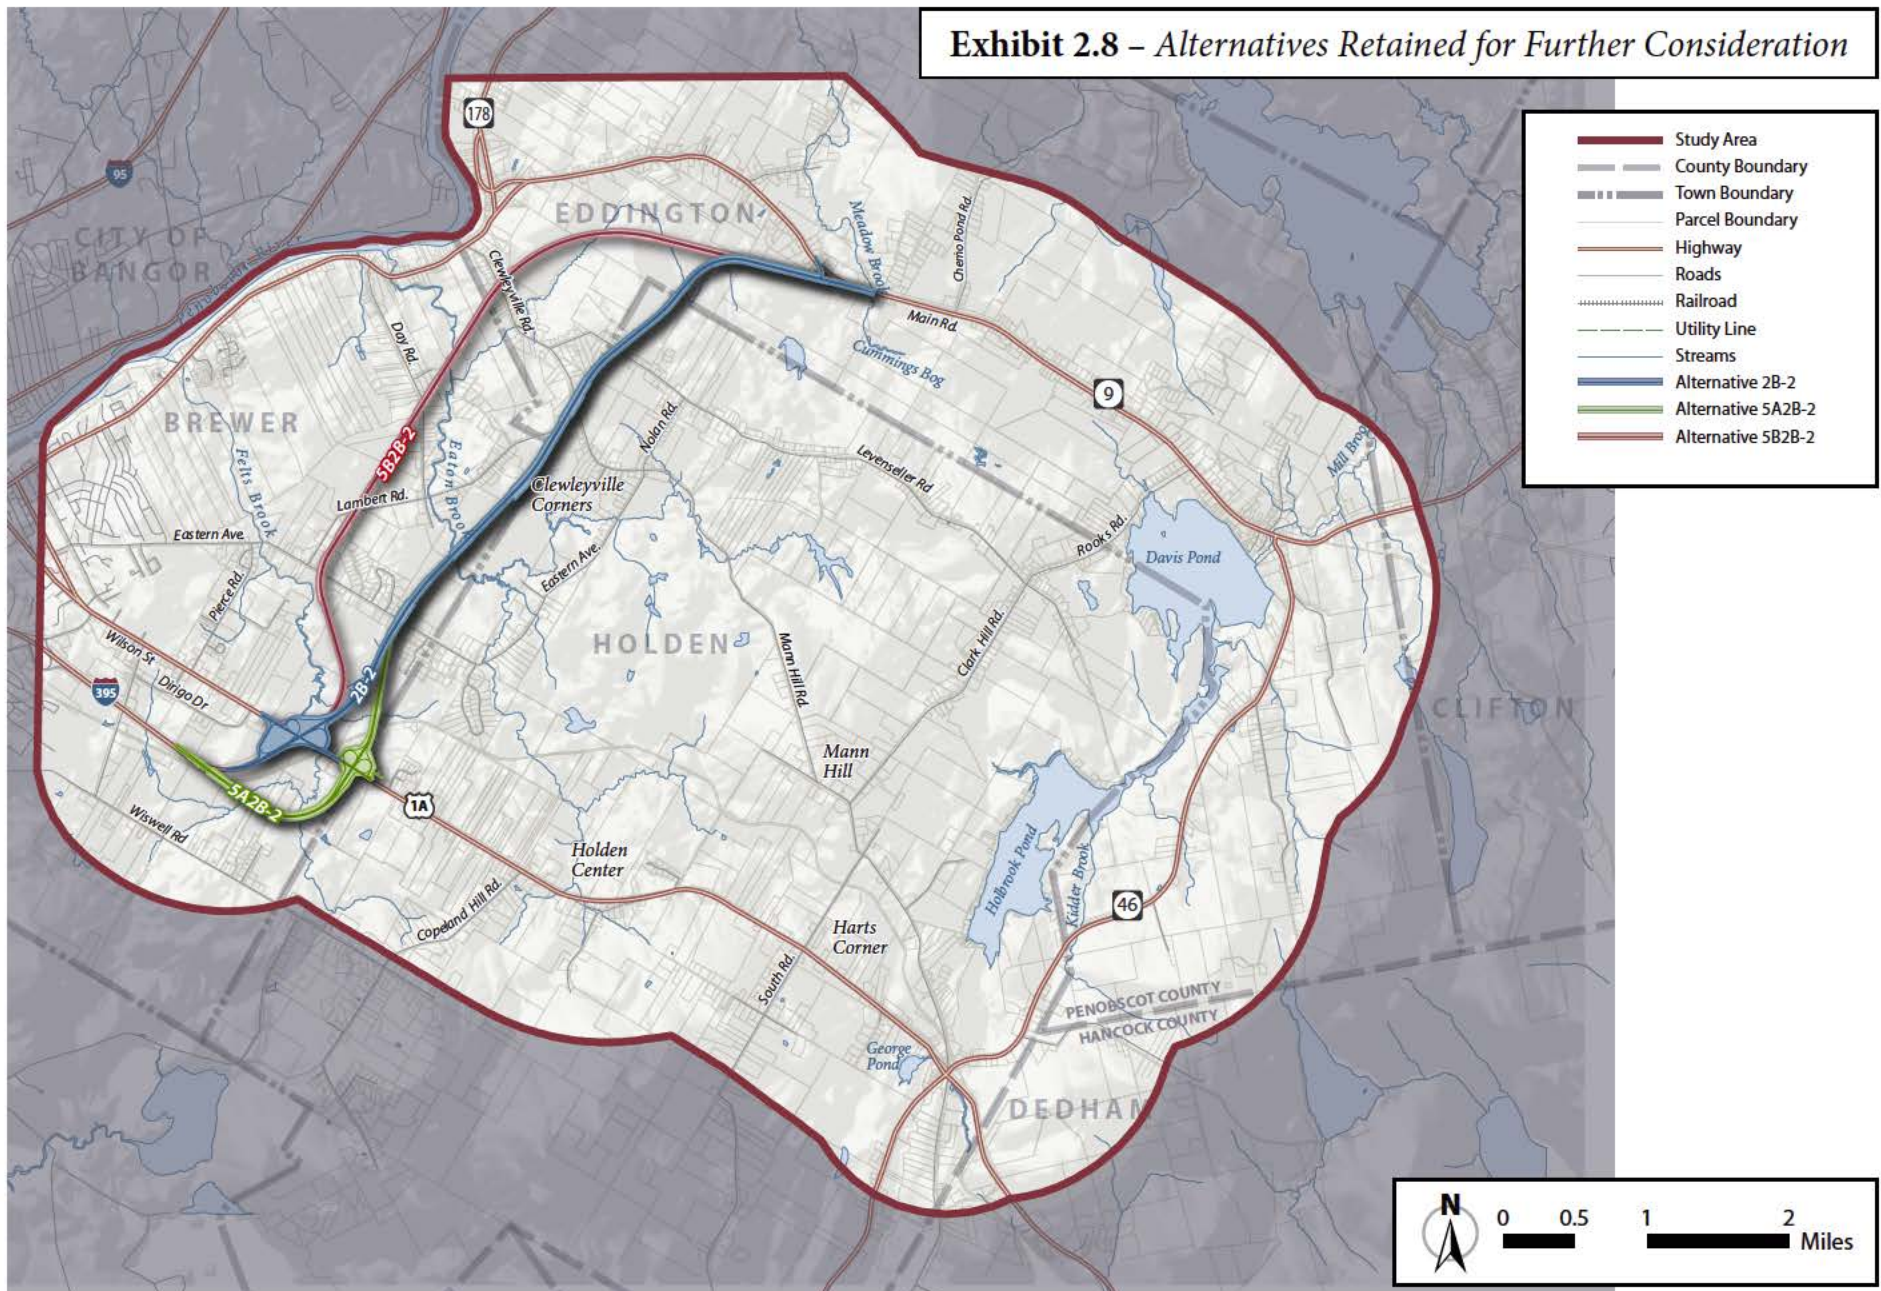 Exhibit 2.8 – Alternatives Retained for Further Consideration
Study Area
County Boundary
Town Boundary
Parcel Boundary
Highway
Roads
Railroad
Utility Line
Streams
Alternative 2B-2
Alternative 5A2B-2
Alternative 5B2B-2
178
95
CITY OF
BANGOR
EDDINGTON
Meadow Brook
Chemo Pond Rd.
Clewleyville Rd.
Main Rd.
Day Rd.
Cummings Bog
9
BREWER
Felts Brook
5B2B-2
Eaton Brook
Nolan Rd.
Levenseller Rd
Mill Broo
Lambert Rd.
Clewleyville
Corners
Eastern Ave.
Rooks Rd.
Davis Pond
Pierce Rd.
Eastern Ave.
HOLDEN
Clark Hill Rd.
Mann Hill Rd.
Wilson St
Dirigo Dr
395
2B-2
CLIFTON
Mann
Hill
5A2B-2
1A
Wiswell Rd
Holden
Center
Holbrook Pond
Kidder Brook
46
Copeland Hill Rd.
Harts
Corner
South Rd.
PENOBSCOT COUNTY
HANCOCK COUNTY
George
Pond
DEDHAM
N
0 0.5 1 2
Miles